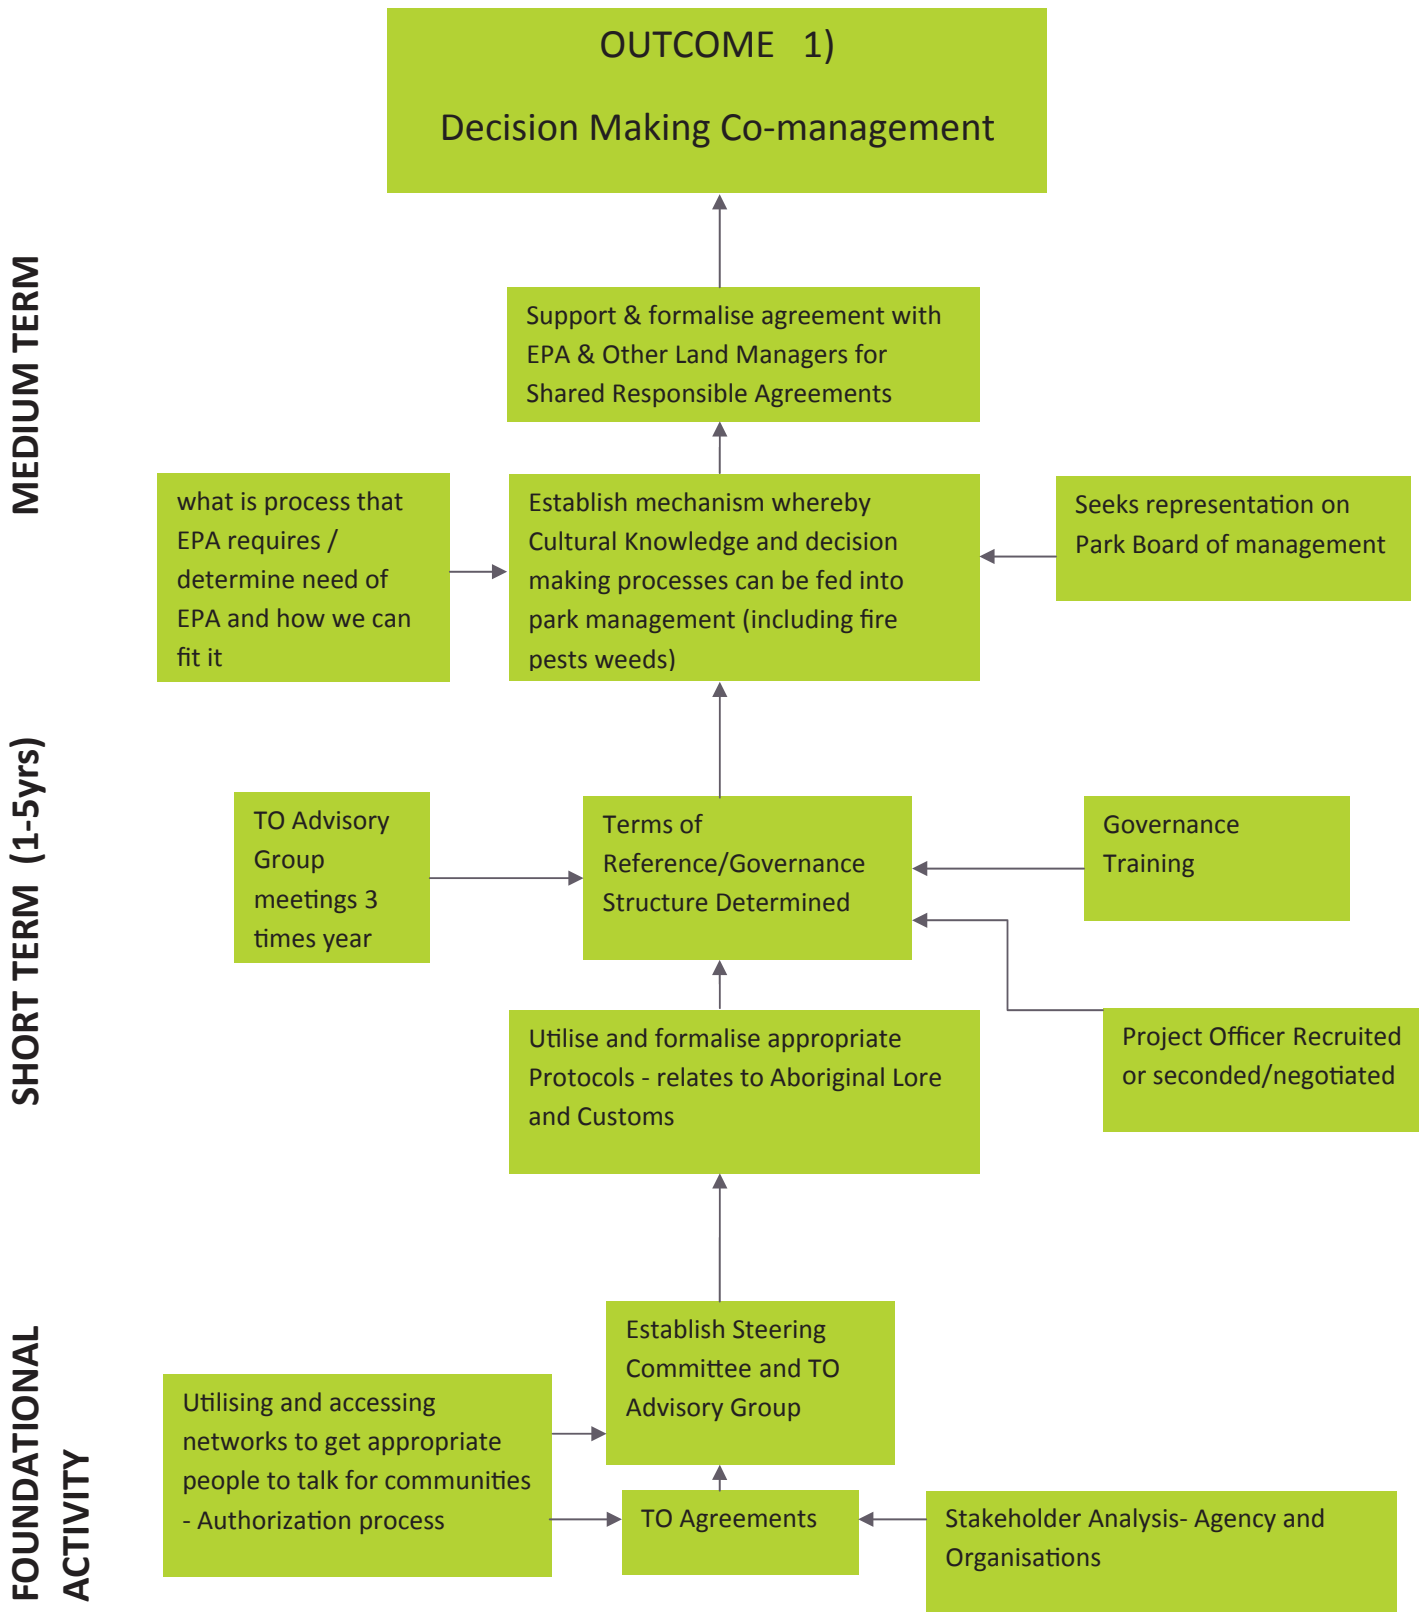 OUTCOME 1)
Decision Making Co-management
MEDIUM TERM
Support & formalise agreement with
EPA & Other Land Managers for
Shared Responsible Agreements
what is process that
EPA requires /
determine need of
EPA and how we can
fit it
Establish mechanism whereby
Cultural Knowledge and decision
making processes can be fed into
park management (including fire
pests weeds)
Seeks representation on
Park Board of management
SHORT TERM (1-5yrs)
TO Advisory
Group
meetings 3
times year
Terms of
Reference/Governance
Structure Determined
Governance
Training
Utilise and formalise appropriate
Protocols - relates to Aboriginal Lore
and Customs
Project Officer Recruited
or seconded/negotiated
FOUNDATIONAL
ACTIVITY
Establish Steering
Committee and TO
Advisory Group
Utilising and accessing
networks to get appropriate
people to talk for communities
- Authorization process
TO Agreements
Stakeholder Analysis- Agency and
Organisations